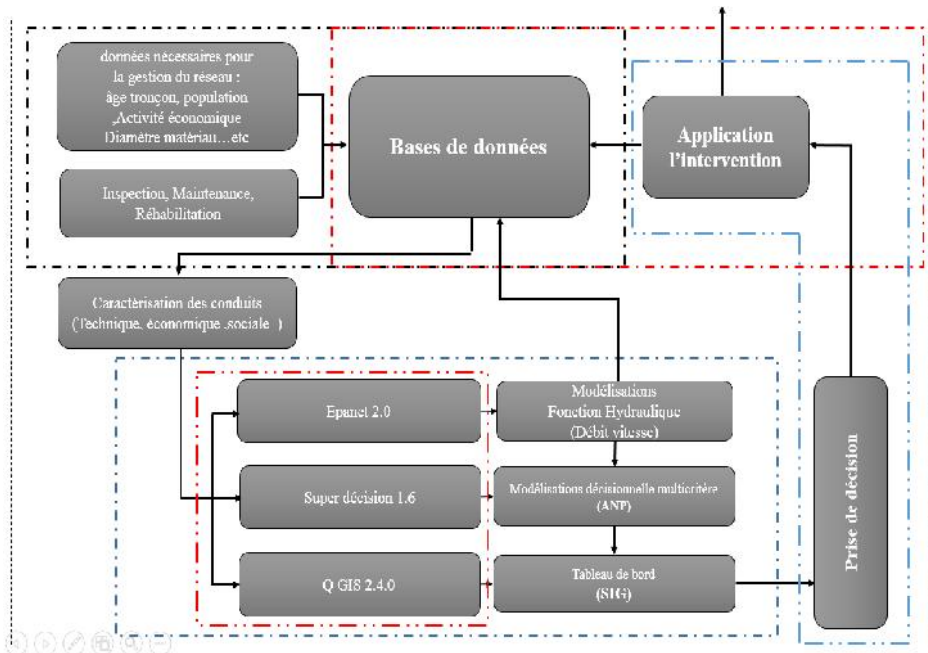 données nécessaires pour
la gestion du réseau :
âge tronçon, population
,Activité économique
Diamètre matériau…etc
Inspection, Maintenance,
Réhabilitation
Bases de données
Application
l’intervention
Caractérisation des conduits
(Technique, économique ,sociale )
Epanet 2.0
Modélisations
Fonction Hydraulique
(Débit vitesse)
Super décision 1.6
Modélisations décisionnelle multicritère
(ANP)
Q GIS 2.4.0
Tableau de bord
(SIG)
Prise de décision